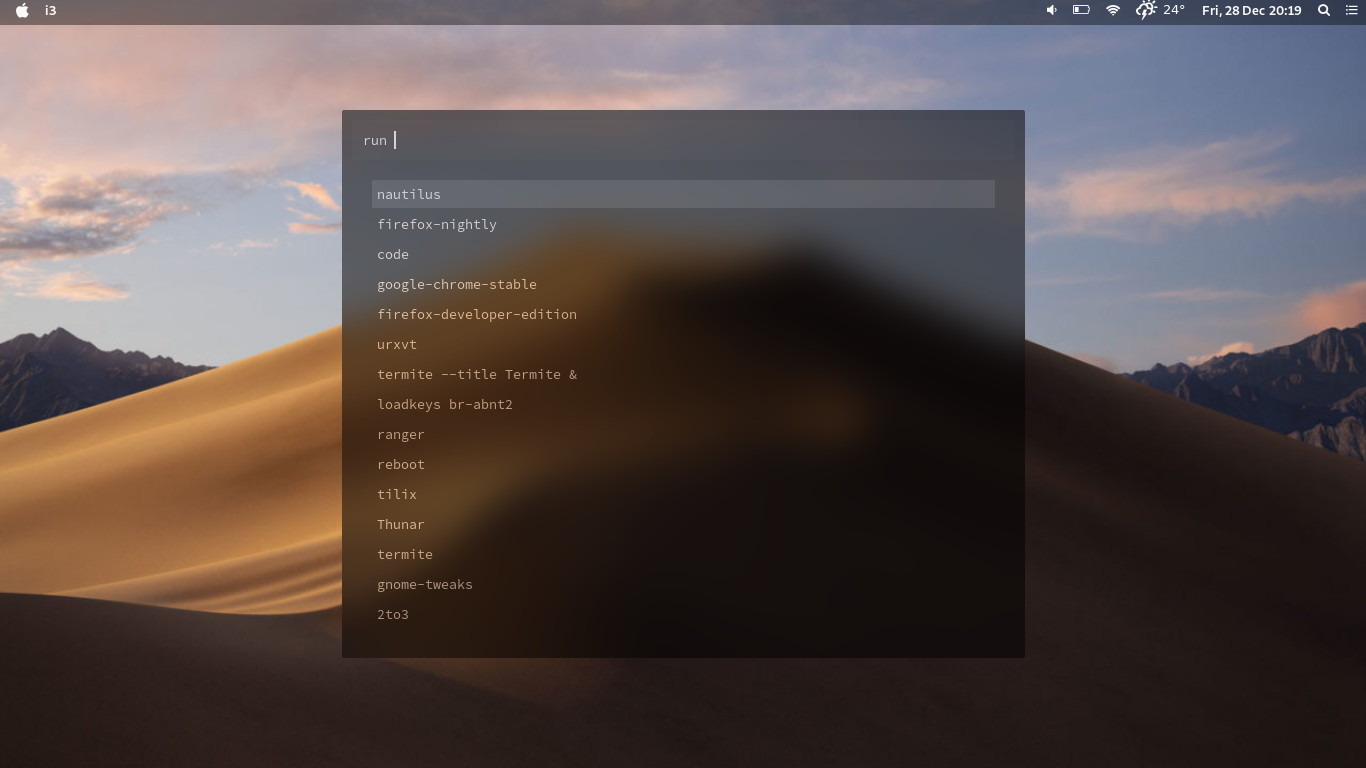 i3
24°
Fri, 28 Dec 20:19
run
nautilus
firefox-nightly
code
google-chrome-stable
firefox-developer-edition
urxvt
termite --title Termite &
loadkeys br-abnt2
ranger
reboot
tilix
Thunar
termite
gnome-tweaks
2to3